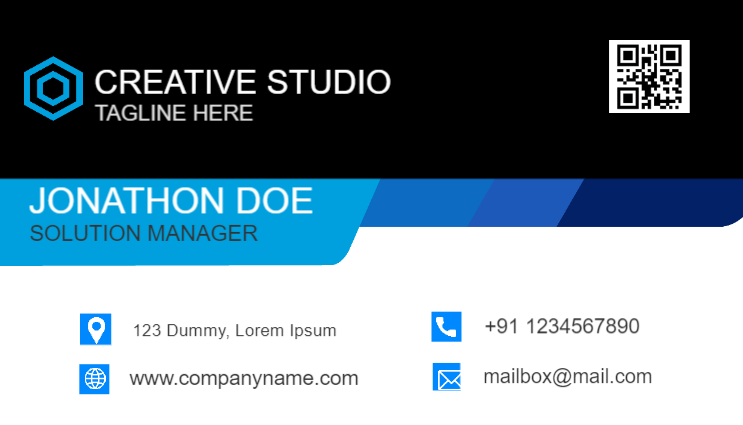 CREATIVE STUDIO
TAGLINE HERE
JONATHON DOE
SOLUTION MANAGER
123 Dummy, Lorem Ipsum
+91 1234567890
www.companyname.com
mailbox@mail.com